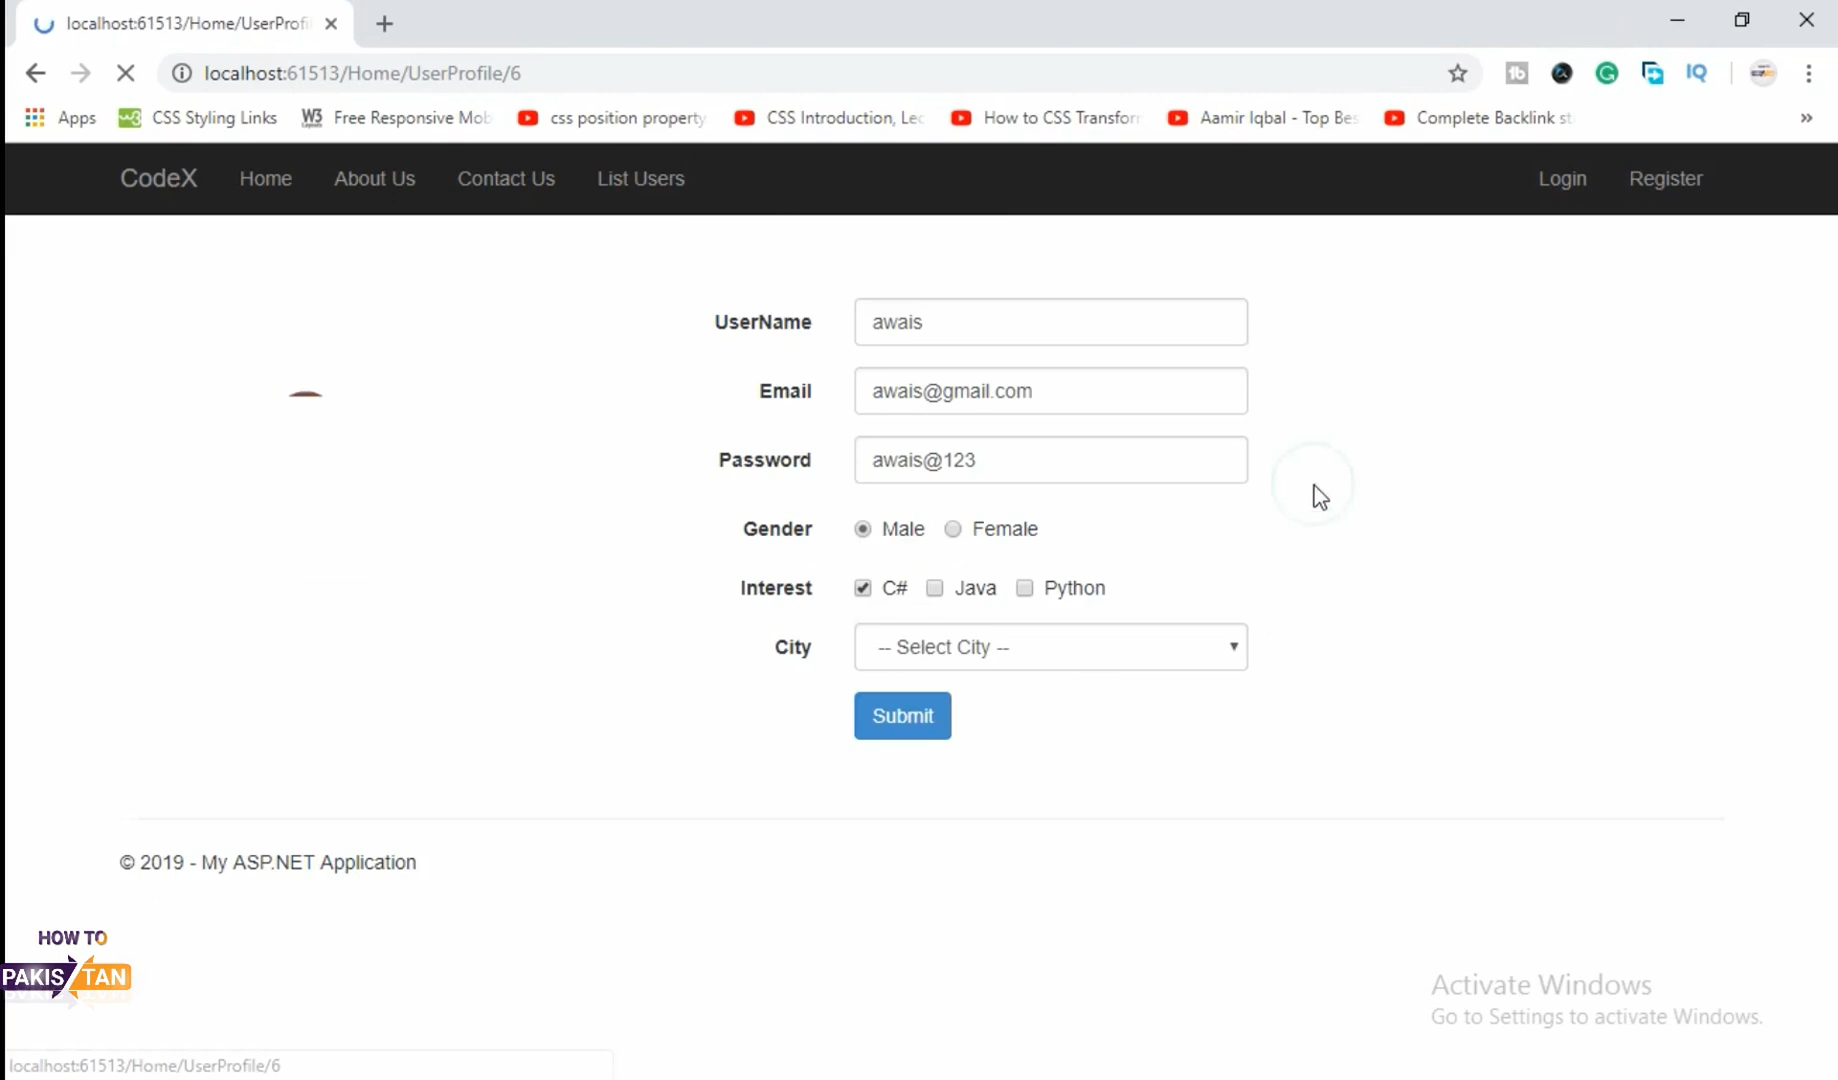 localhost:61513/Home/UserProfi
localhost:61513/Home/UserProfile/6
Apps CSS Styling Links Free Responsive Mob css position property CSS Introduction, Lec How to CSS Transfor Aamir Iqbal - Top Bes Complete Backlink st »
CodeX Home About Us Contact Us List Users Login Register
UserName awais
Email awais@gmail.com
Password awais@123
Gender Male Female
Interest C# Java Python
City -- Select City --
Submit
© 2019 - My ASP.NET Application
HOW TO
PAKISTAN
Activate Windows
Go to Settings to activate Windows.
localhost:61513/Home/UserProfile/6